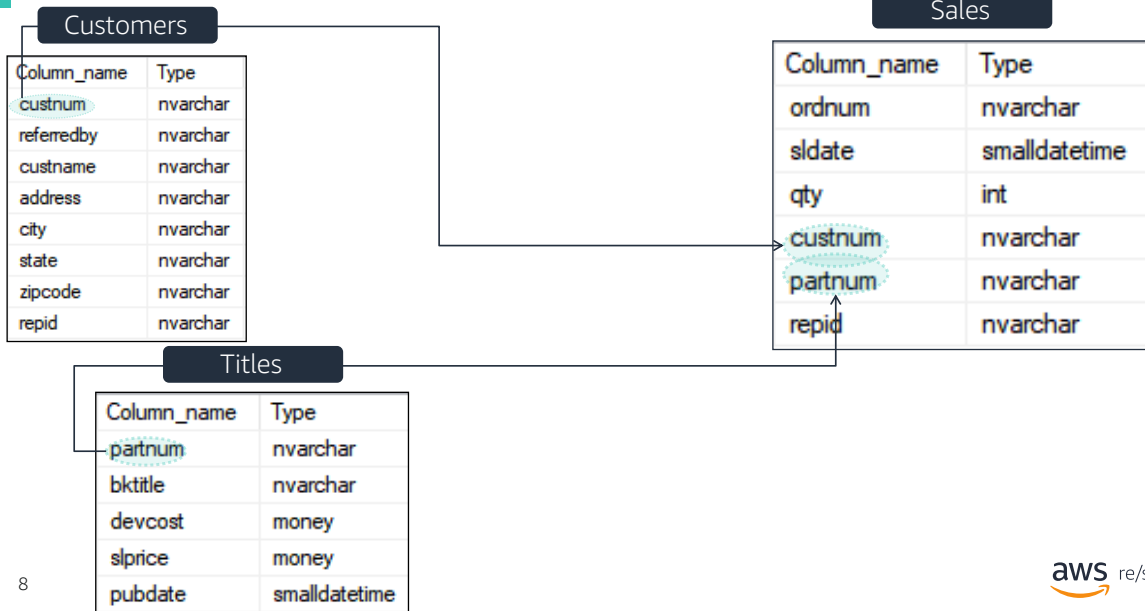 Customers
Column_name Type
custnum nvarchar
referredby nvarchar
custname nvarchar
address nvarchar
city nvarchar
state nvarchar
zipcode nvarchar
repid nvarchar
Sales
Column_name Type
ordnum nvarchar
sldate smalldatetime
qty int
custnum nvarchar
partnum nvarchar
repid nvarchar
Titles
Column_name Type
partnum nvarchar
bktitle nvarchar
devcost money
slprice money
pubdate smalldatetime
8
aws re/s